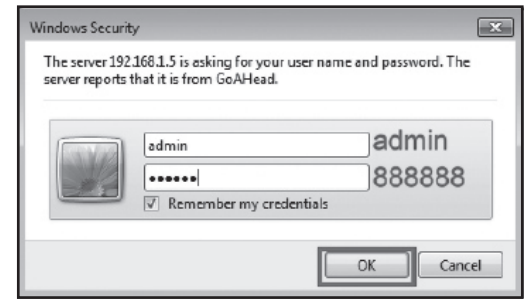 Windows Security
The server 192.168.1.5 is asking for your user name and password. The
server reports that it is from GoAHead.
admin admin
•••••• 888888
Remember my credentials
OK Cancel